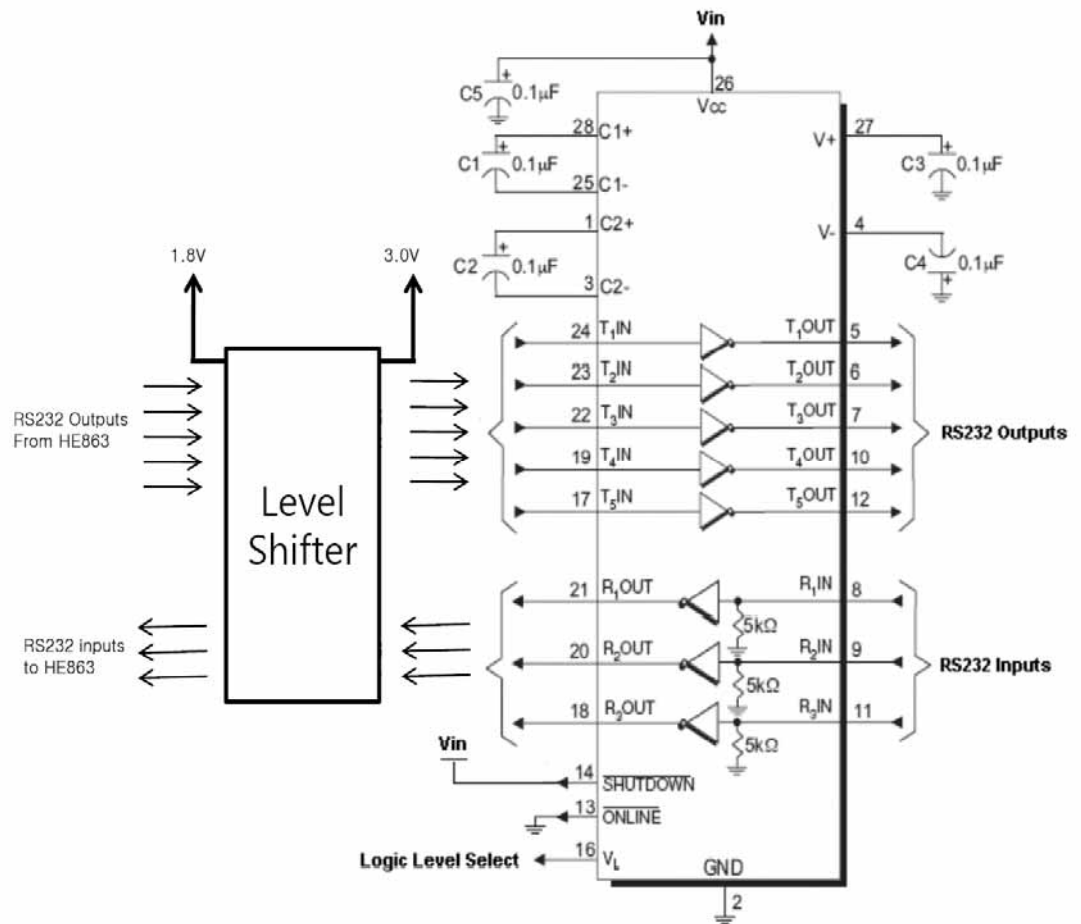 Vin
26
VCC
C5 + 0.1µF
28 C1+
C1 + 0.1µF
25 C1-
1 C2+
C2 + 0.1µF
3 C2-
V+ 27
C3 + 0.1µF
V- 4
C4 0.1µF +
1.8V
3.0V
RS232 Outputs
From HE863
Level
Shifter
24 T1IN T1OUT 5
23 T2IN T2OUT 6
22 T3IN T3OUT 7
19 T4IN T4OUT 10
17 T5IN T5OUT 12
RS232 Outputs
RS232 inputs
to HE863
21 R1OUT R1IN 8
5kΩ
20 R2OUT R2IN 9
5kΩ
18 R3OUT R3IN 11
5kΩ
RS232 Inputs
Vin
14 SHUTDOWN
13 ONLINE
Logic Level Select 16 VL
GND
2